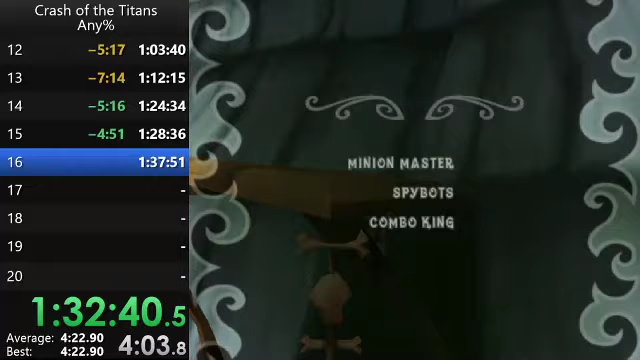 Crash of the Titans
Any%
12 −5:17 1:03:40
13 −7:14 1:12:15
14 −5:16 1:24:34
15 −4:51 1:28:36
16 1:37:51
17 -
18 -
19 -
20 -
1:32:40.5
Average: 4:22.90
Best: 4:22.90
4:03.8
MINION MASTER
SPYBOTS
COMBO KING